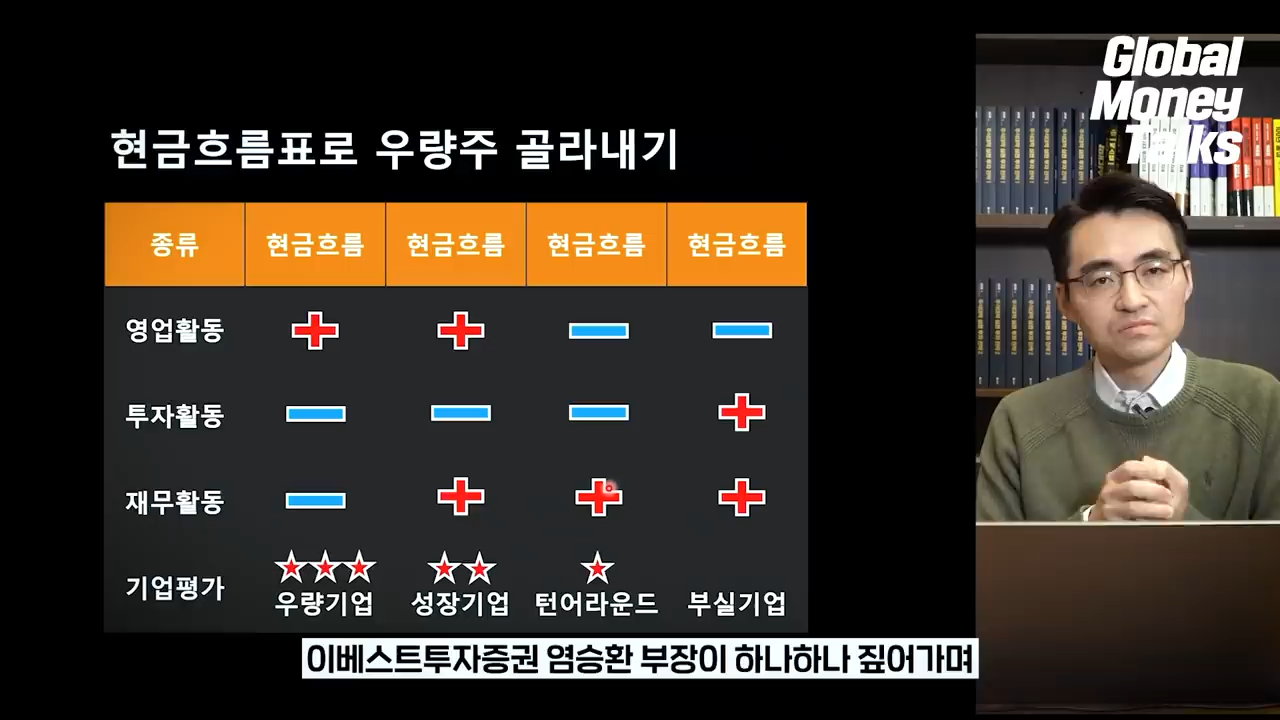 Global
Money
Talks
현금흐름표로 우량주 골라내기
종류 현금흐름 현금흐름 현금흐름 현금흐름
영업활동
투자활동
재무활동
기업평가
우량기업 성장기업 턴어라운드 부실기업
이베스트투자증권 염승환 부장이 하나하나 짚어가며